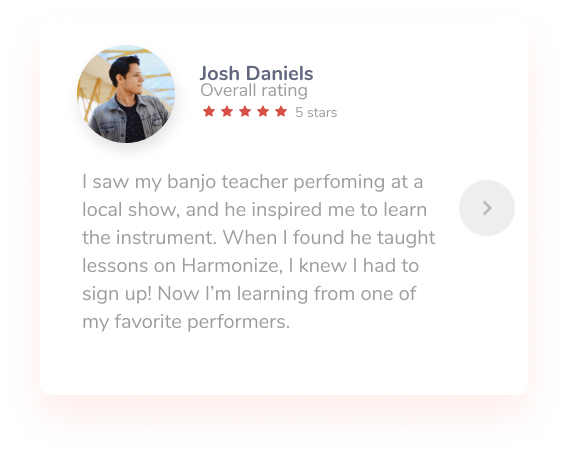 Josh Daniels
Overall rating
5 stars
I saw my banjo teacher perfoming at a
local show, and he inspired me to learn
the instrument. When I found he taught
lessons on Harmonize, I knew I had to
sign up! Now I’m learning from one of
my favorite performers.